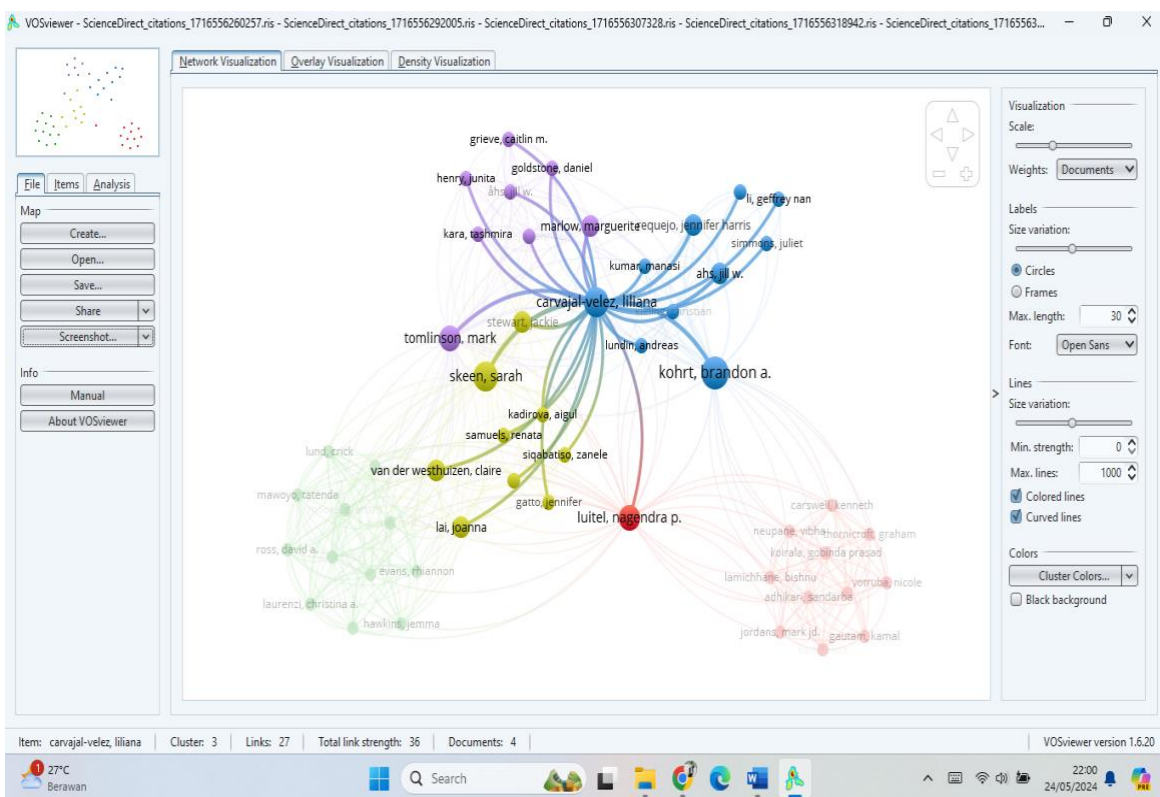 VOSviewer - ScienceDirect_citations_1716556260257.ris - ScienceDirect_citations_1716556292005.ris - ScienceDirect_citations_1716556307328.ris - ScienceDirect_citations_1716556318942.ris - ScienceDirect_citations_17165563...
Network Visualization Overlay Visualization Density Visualization
File Items Analysis
Map
Create...
Open...
Save...
Share
Screenshot...
Info
Manual
About VOSviewer
grieve, caitlin m.
goldstone, daniel
henry, junita
åhs, jill w.
li, geffrey nan
kara, tashmira
marlow, marguerite
requejo, jennifer harris
simmons, juliet
kumar, manasi
ahs, jill w.
carvajal-velez, liliana
stewart, jackie
tomlinson, mark
lundin, andreas
skeen, sarah
kohrt, brandon a.
kadirova, aigul
samuels, renata
lund, crick
siqabatiso, zanele
van der westhuizen, claire
mawoyo, tatenda
gatto, jennifer
carswell, kenneth
lai, joanna
luitel, nagendra p.
neupane, vibha
thornicroft, graham
ross, david a.
koirala, gobinda prasad
evans, rhiannon
lamichhane, bishnu
votruba, nicole
adhikari, sandarba
laurenzi, christina a.
hawkins, jemma
jordans, mark jd.
gautam, kamal
Visualization
Scale:
Weights: Documents
Labels
Size variation:
Circles
Frames
Max. length: 30
Font: Open Sans
Lines
Size variation:
Min. strength: 0
Max. lines: 1000
Colored lines
Curved lines
Colors
Cluster Colors...
Black background
>
Item: carvajal-velez, liliana Cluster: 3 Links: 27 Total link strength: 36 Documents: 4 VOSviewer version 1.6.20
1
27°C
Berawan
Search
22:00
24/05/2024
PRE